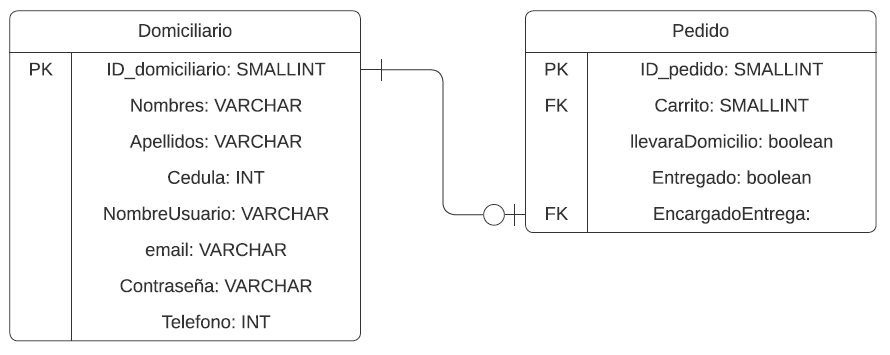 Domiciliario
PK ID_domiciliario: SMALLINT
Nombres: VARCHAR
Apellidos: VARCHAR
Cedula: INT
NombreUsuario: VARCHAR
email: VARCHAR
Contraseña: VARCHAR
Telefono: INT
Pedido
PK ID_pedido: SMALLINT
FK Carrito: SMALLINT
llevaraDomicilio: boolean
Entregado: boolean
FK EncargadoEntrega: